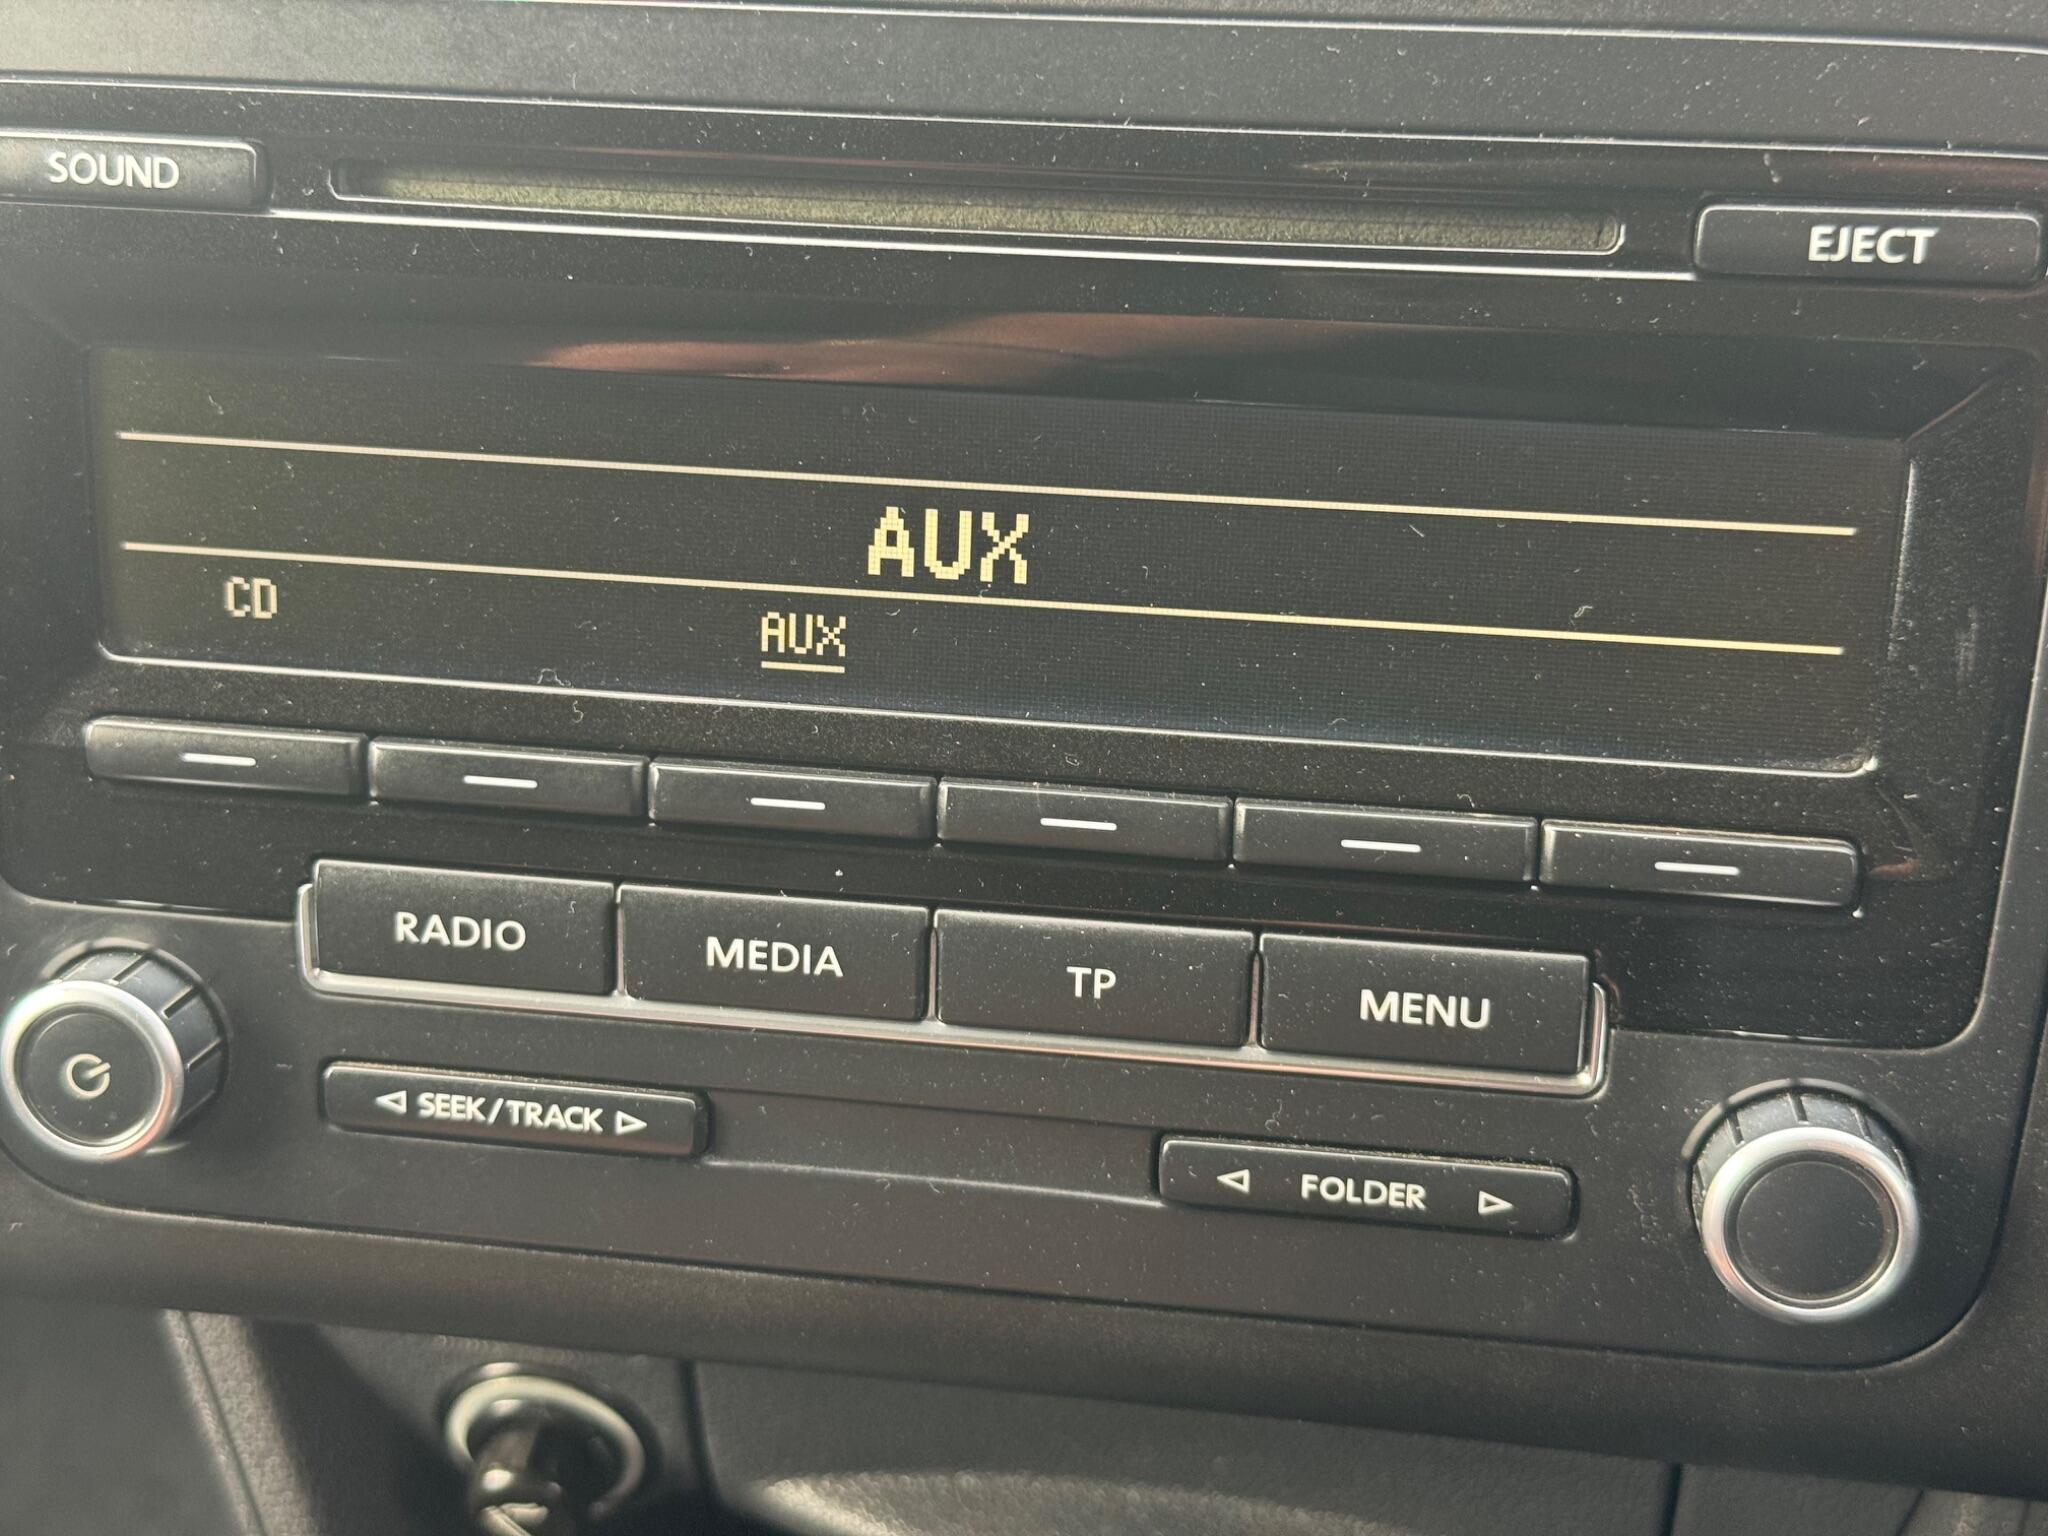 SOUND
EJECT
AUX
CD AUX
RADIO MEDIA TP MENU
SEEK/TRACK
FOLDER